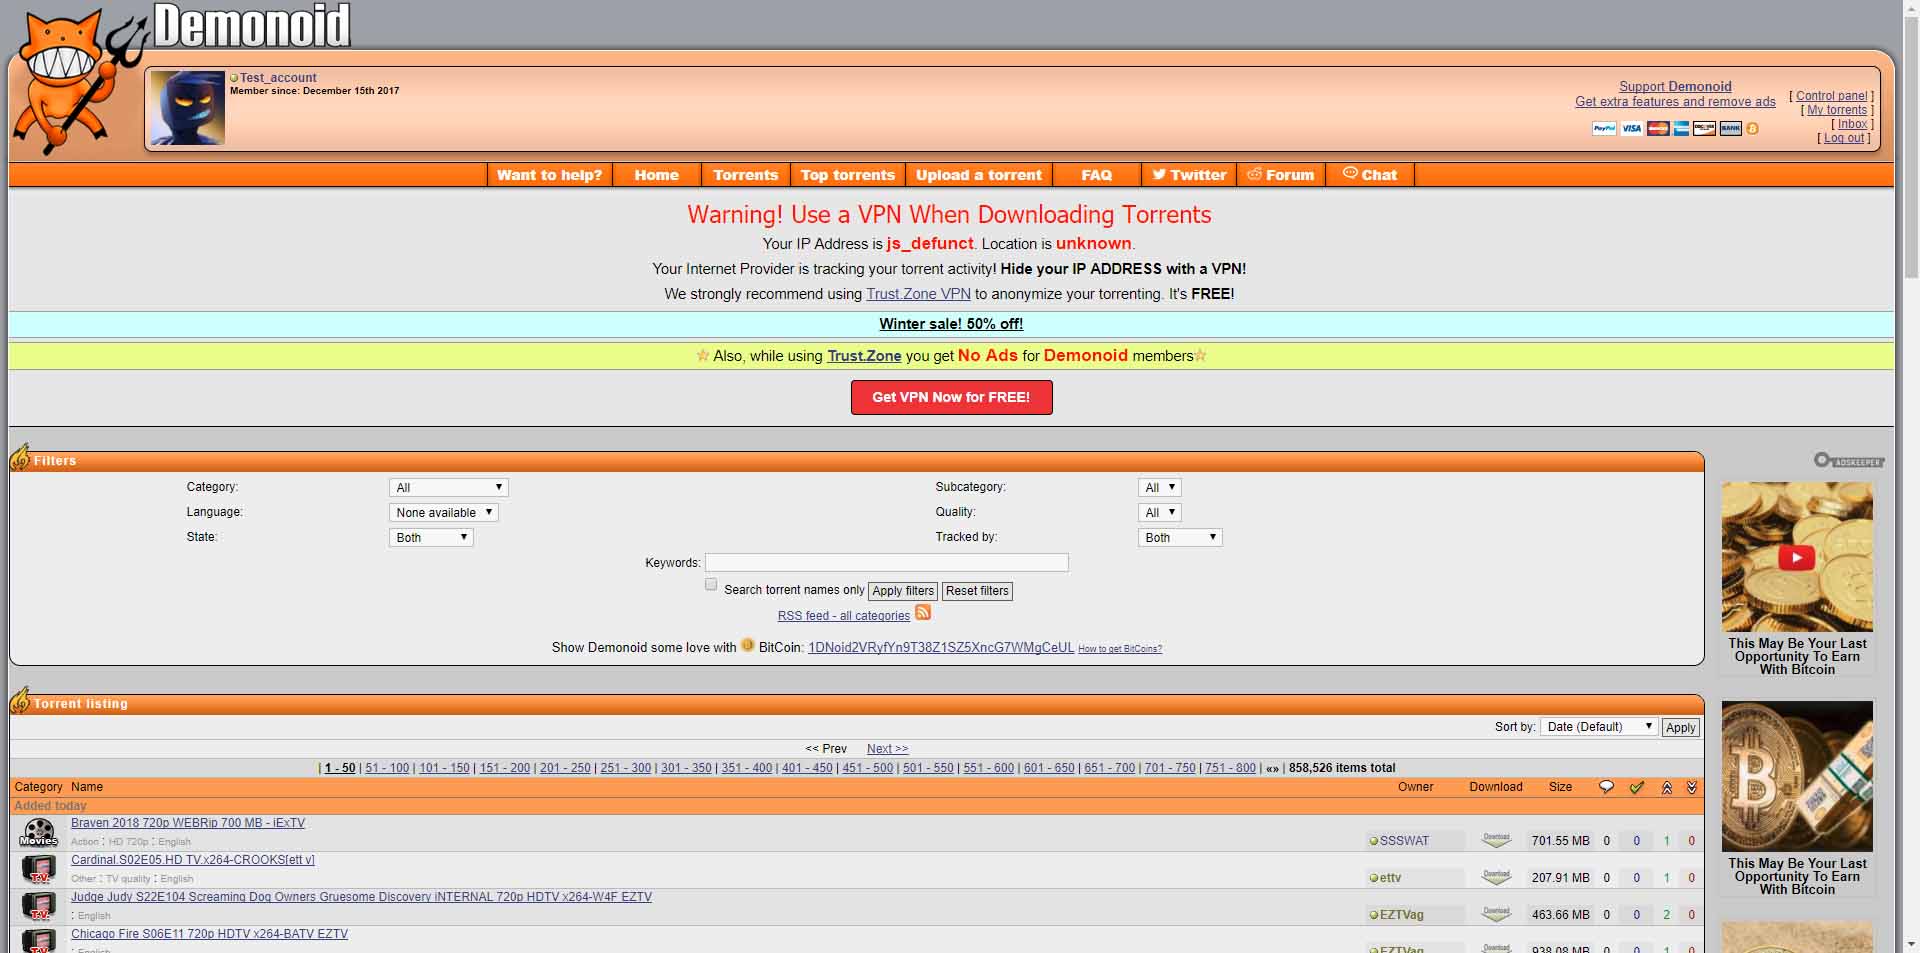 Demonoid
Test_account
Member since: December 15th 2017
Support Demonoid
Get extra features and remove ads
PayPal VISA BANK
[ Control panel ]
[ My torrents ]
[ Inbox ]
[ Log out ]
Want to help? Home Torrents Top torrents Upload a torrent FAQ Twitter Forum Chat
Warning! Use a VPN When Downloading Torrents
Your IP Address is js_defunct. Location is unknown.
Your Internet Provider is tracking your torrent activity! Hide your IP ADDRESS with a VPN!
We strongly recommend using Trust.Zone VPN to anonymize your torrenting. It's FREE!
Winter sale! 50% off!
Also, while using Trust.Zone you get No Ads for Demonoid members
Get VPN Now for FREE!
Filters
Category: All Subcategory: All
Language: None available Quality: All
State: Both Tracked by: Both
Keywords:
Search torrent names only Apply filters Reset filters
RSS feed - all categories
Show Demonoid some love with BitCoin: 1DNoid2VRyfYn9T38Z1SZ5XncG7WMgCeUL How to get BitCoins?
ADSKEEPER
This May Be Your Last
Opportunity To Earn
With Bitcoin
This May Be Your Last
Opportunity To Earn
With Bitcoin
Torrent listing
Sort by: Date (Default) Apply
<< Prev Next >>
| 1 - 50 | 51 - 100 | 101 - 150 | 151 - 200 | 201 - 250 | 251 - 300 | 301 - 350 | 351 - 400 | 401 - 450 | 451 - 500 | 501 - 550 | 551 - 600 | 601 - 650 | 651 - 700 | 701 - 750 | 751 - 800 | «» | 858,526 items total
Category Name Owner Download Size
Added today
Movies Braven 2018 720p WEBRip 700 MB - iExTV
Action : HD 720p : English SSSWAT Download 701.55 MB 0 0 1 0
T.V. Cardinal.S02E05.HD TV.x264-CROOKS[ett v]
Other : TV quality : English ettv Download 207.91 MB 0 0 1 0
T.V. Judge Judy S22E104 Screaming Dog Owners Gruesome Discovery iNTERNAL 720p HDTV x264-W4F EZTV
: English EZTVag Download 463.66 MB 0 0 2 0
T.V. Chicago Fire S06E11 720p HDTV x264-BATV EZTV
: English EZTVag Download 938.08 MB 0 0 1 0